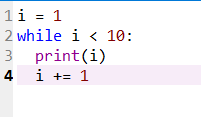 1 i = 1
2 while i < 10:
3   print(i)
4   i += 1